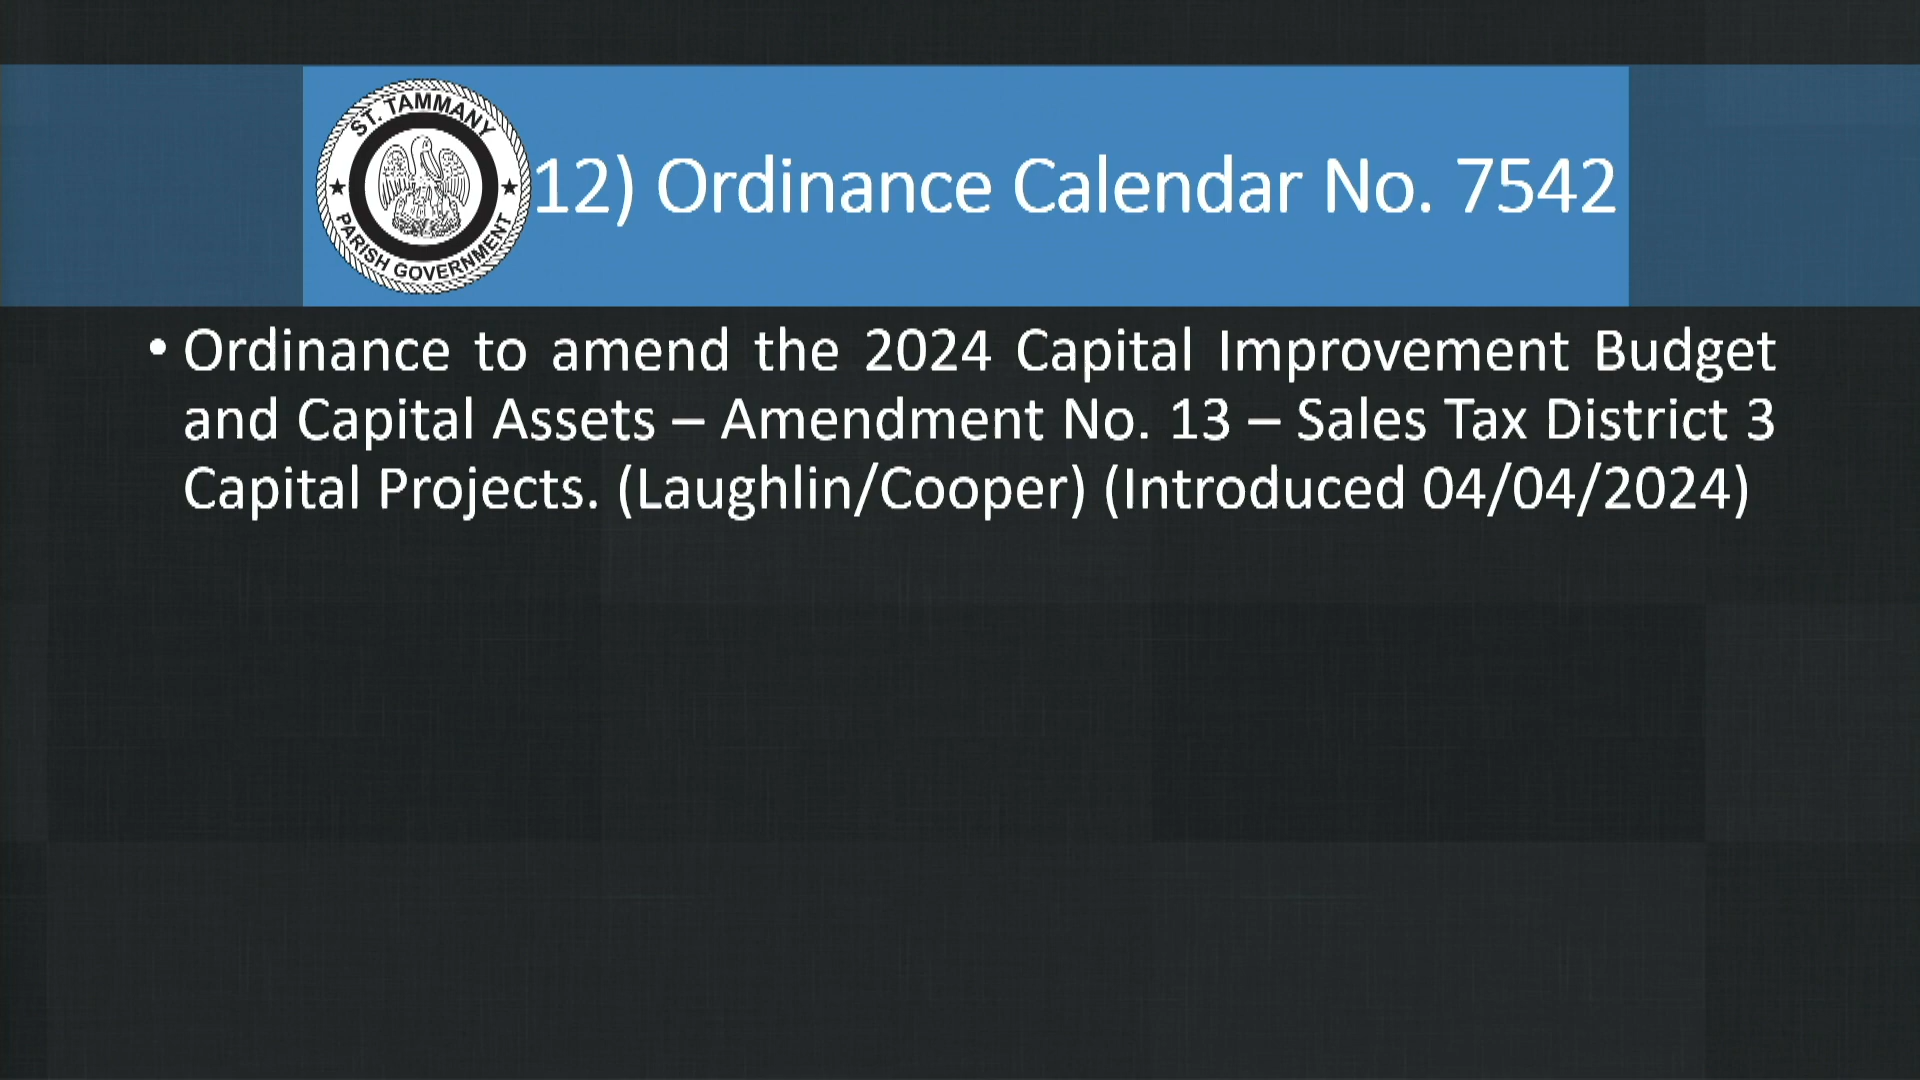 ST. TAMMANY
PARISH GOVERNMENT
12) Ordinance Calendar No. 7542
• Ordinance to amend the 2024 Capital Improvement Budget
and Capital Assets – Amendment No. 13 – Sales Tax District 3
Capital Projects. (Laughlin/Cooper) (Introduced 04/04/2024)